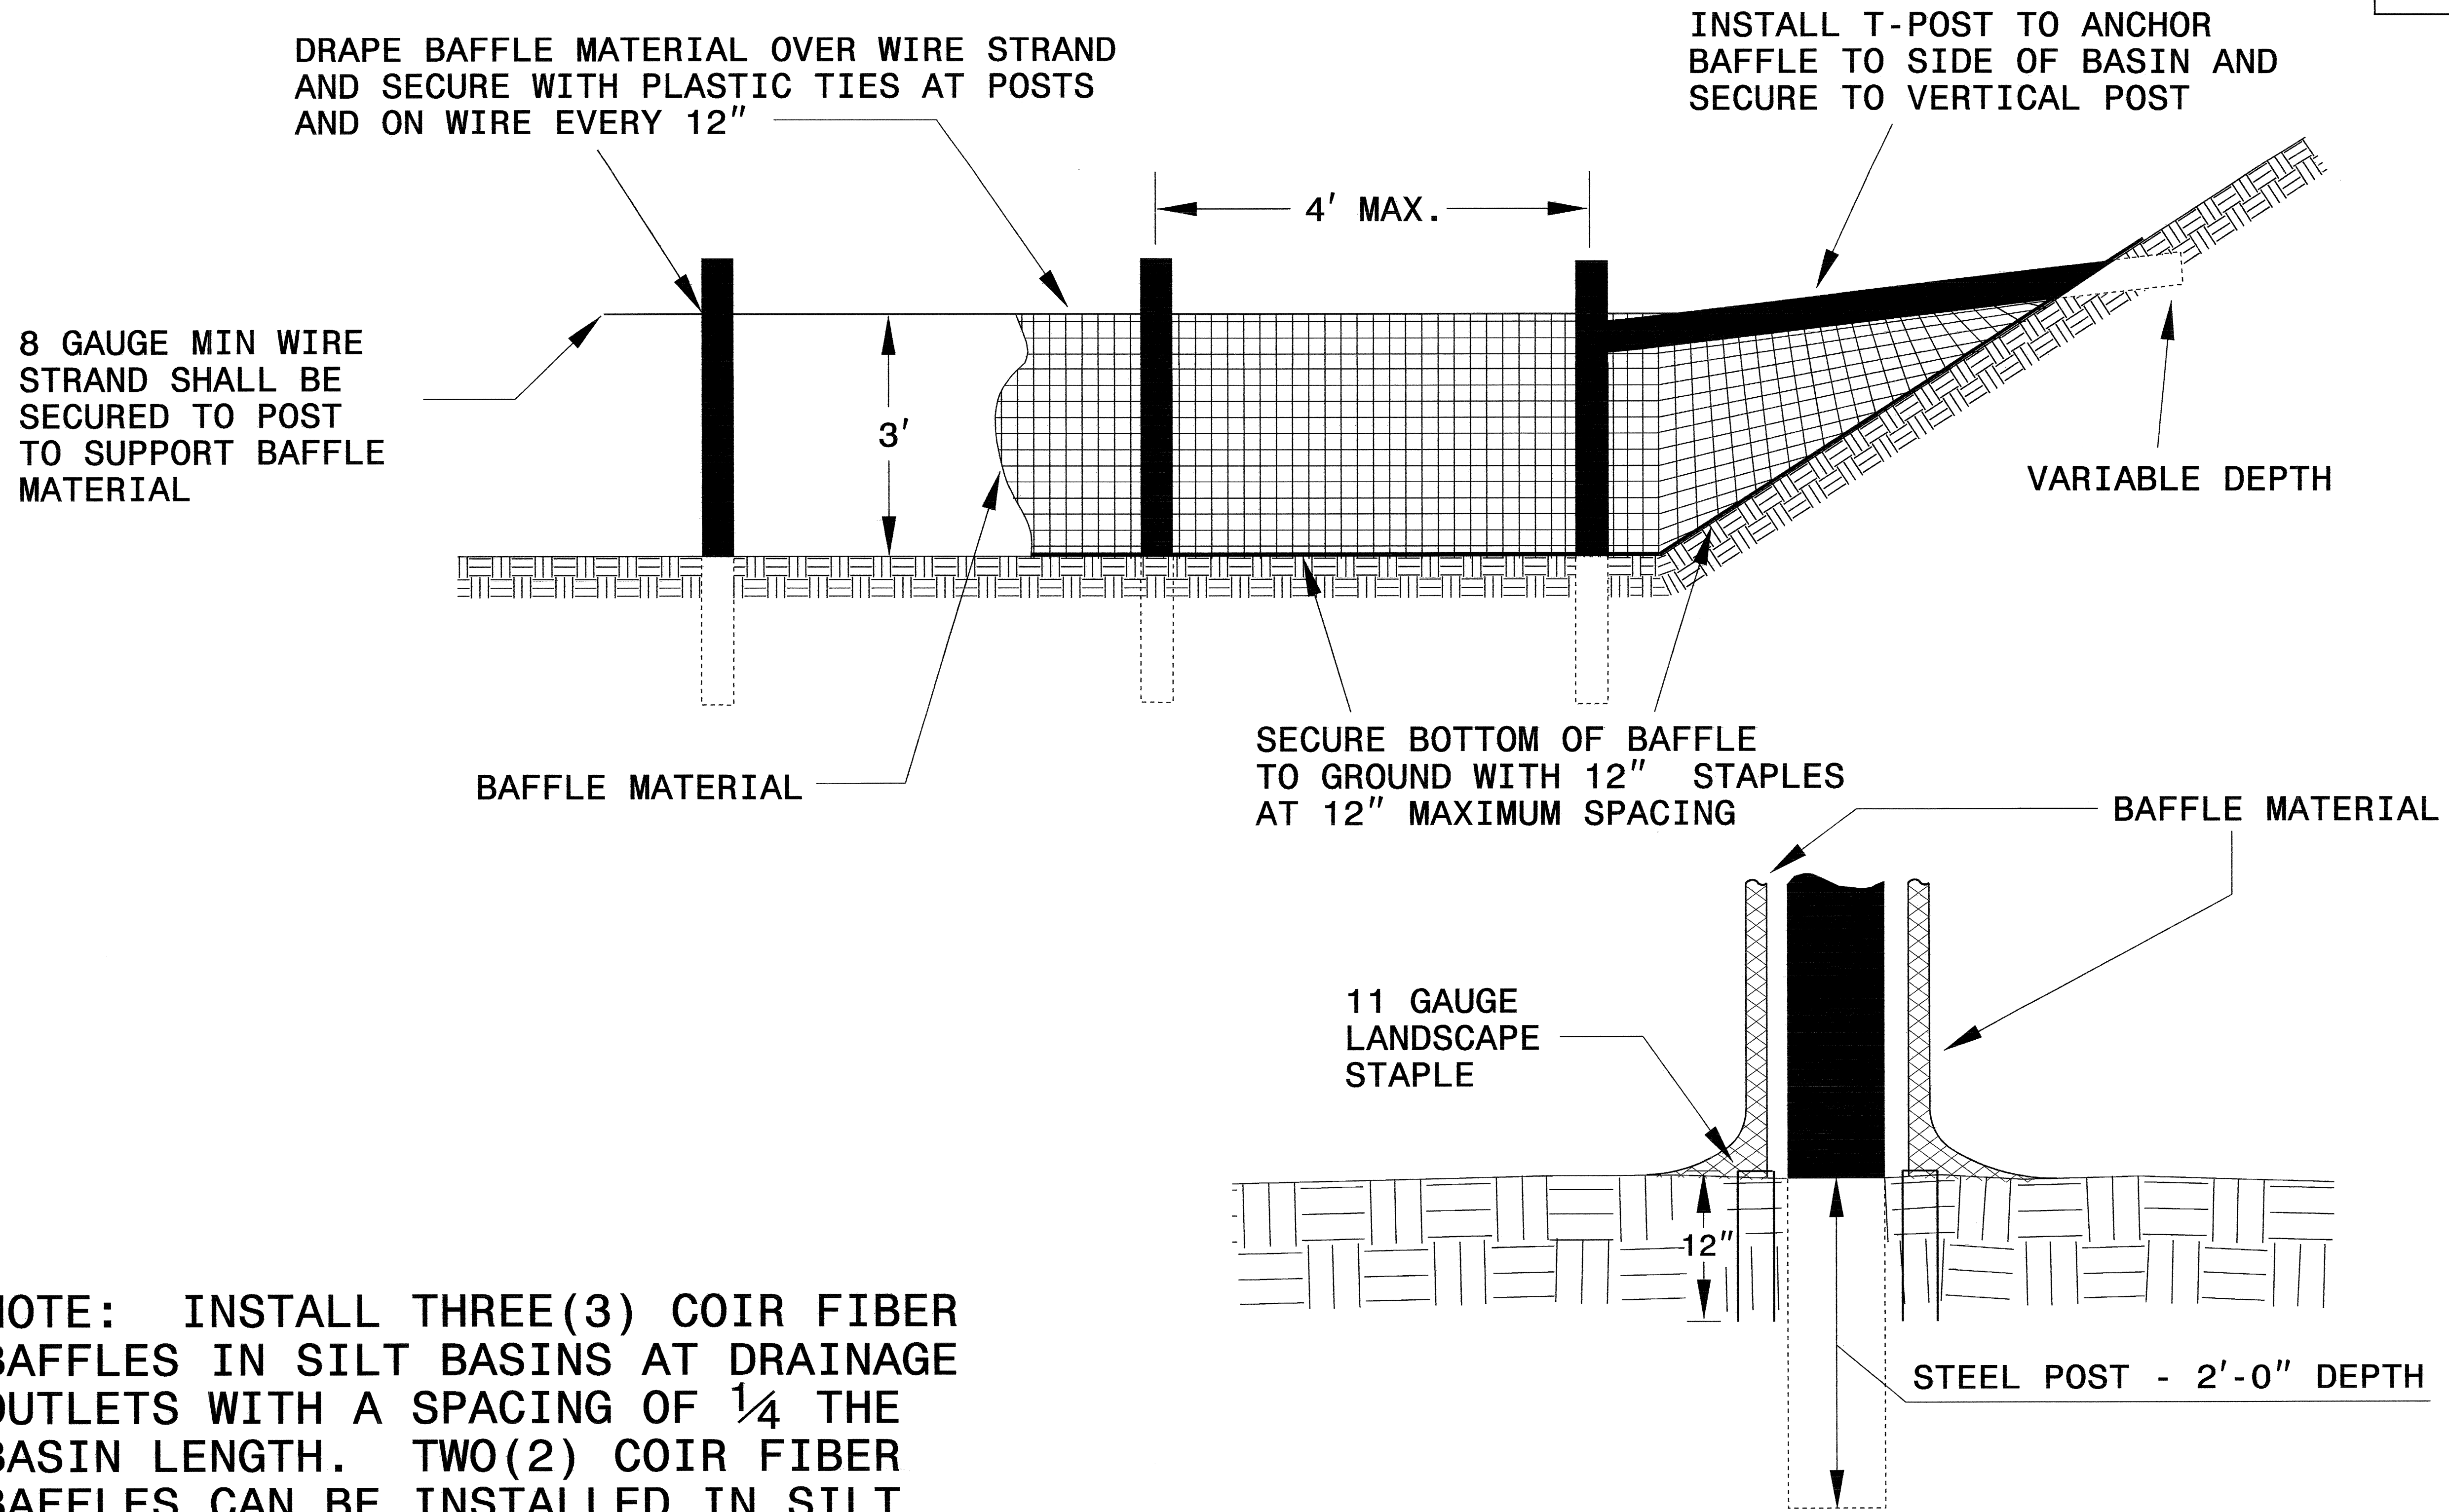 DRAPE BAFFLE MATERIAL OVER WIRE STRAND
AND SECURE WITH PLASTIC TIES AT POSTS
AND ON WIRE EVERY 12"
INSTALL T-POST TO ANCHOR
BAFFLE TO SIDE OF BASIN AND
SECURE TO VERTICAL POST
4' MAX.
8 GAUGE MIN WIRE
STRAND SHALL BE
SECURED TO POST
TO SUPPORT BAFFLE
MATERIAL
3'
VARIABLE DEPTH
BAFFLE MATERIAL
SECURE BOTTOM OF BAFFLE
TO GROUND WITH 12" STAPLES
AT 12" MAXIMUM SPACING
BAFFLE MATERIAL
11 GAUGE
LANDSCAPE
STAPLE
12"
STEEL POST - 2'-0" DEPTH
NOTE: INSTALL THREE(3) COIR FIBER
BAFFLES IN SILT BASINS AT DRAINAGE
OUTLETS WITH A SPACING OF 1/4 THE
BASIN LENGTH. TWO(2) COIR FIBER
BAFFLES CAN BE INSTALLED IN SILT